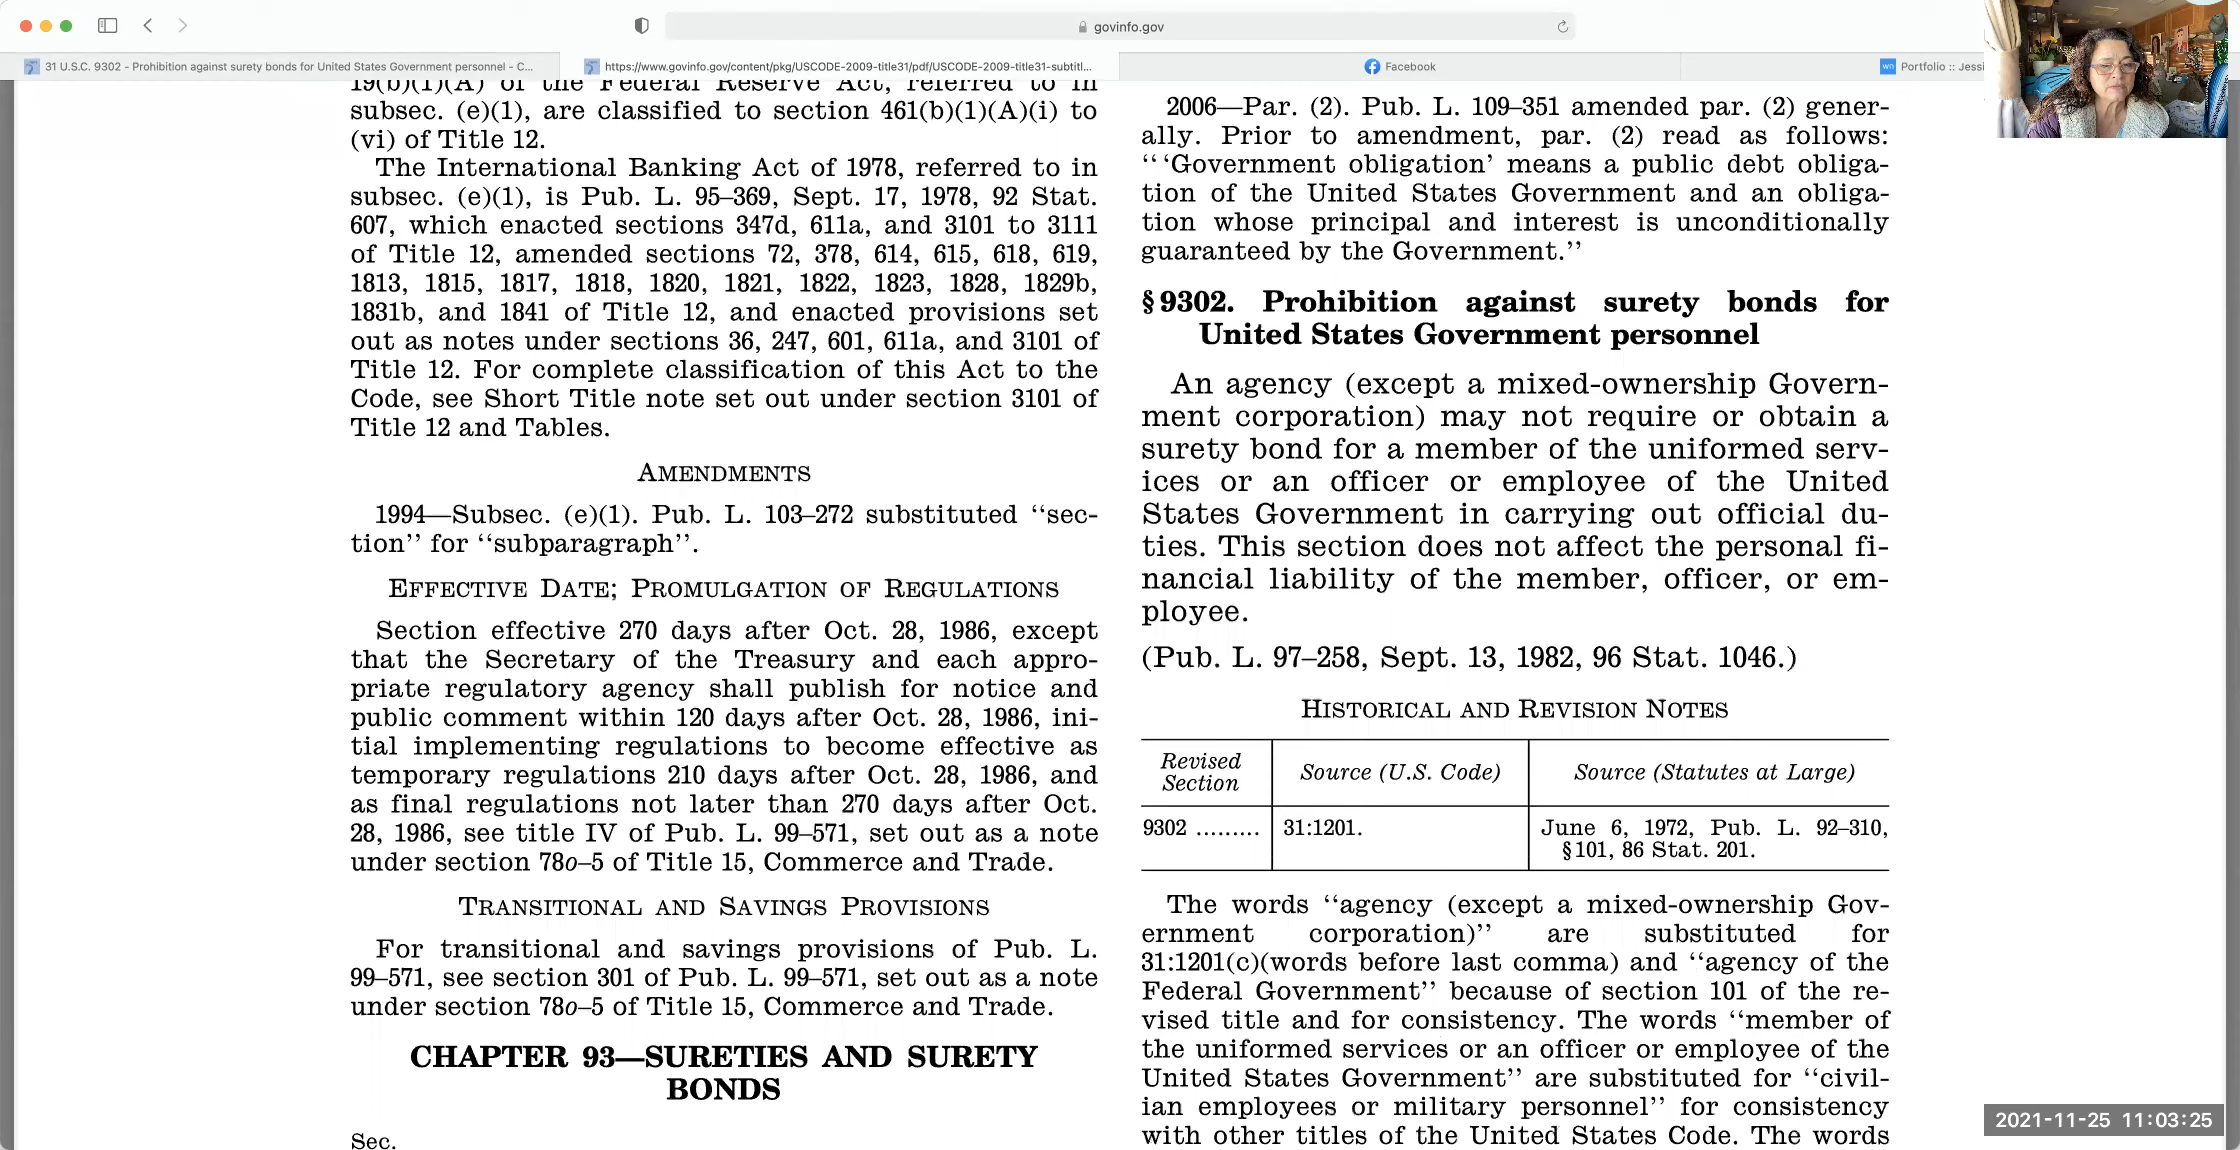 govinfo.gov
31 U.S.C. 9302 - Prohibition against surety bonds for United States Government personnel - C...
https://www.govinfo.gov/content/pkg/USCODE-2009-title31/pdf/USCODE-2009-title31-subtitl...
Facebook
wn Portfolio :: Jessi
19(b)(1)(A) of the Federal Reserve Act, referred to in
subsec. (e)(1), are classified to section 461(b)(1)(A)(i) to
(vi) of Title 12.
The International Banking Act of 1978, referred to in
subsec. (e)(1), is Pub. L. 95–369, Sept. 17, 1978, 92 Stat.
607, which enacted sections 347d, 611a, and 3101 to 3111
of Title 12, amended sections 72, 378, 614, 615, 618, 619,
1813, 1815, 1817, 1818, 1820, 1821, 1822, 1823, 1828, 1829b,
1831b, and 1841 of Title 12, and enacted provisions set
out as notes under sections 36, 247, 601, 611a, and 3101 of
Title 12. For complete classification of this Act to the
Code, see Short Title note set out under section 3101 of
Title 12 and Tables.
AMENDMENTS
1994—Subsec. (e)(1). Pub. L. 103–272 substituted ‘‘sec-
tion’’ for ‘‘subparagraph’’.
EFFECTIVE DATE; PROMULGATION OF REGULATIONS
Section effective 270 days after Oct. 28, 1986, except
that the Secretary of the Treasury and each appro-
priate regulatory agency shall publish for notice and
public comment within 120 days after Oct. 28, 1986, ini-
tial implementing regulations to become effective as
temporary regulations 210 days after Oct. 28, 1986, and
as final regulations not later than 270 days after Oct.
28, 1986, see title IV of Pub. L. 99–571, set out as a note
under section 78o–5 of Title 15, Commerce and Trade.
TRANSITIONAL AND SAVINGS PROVISIONS
For transitional and savings provisions of Pub. L.
99–571, see section 301 of Pub. L. 99–571, set out as a note
under section 78o–5 of Title 15, Commerce and Trade.
CHAPTER 93—SURETIES AND SURETY
BONDS
Sec.
2006—Par. (2). Pub. L. 109–351 amended par. (2) gener-
ally. Prior to amendment, par. (2) read as follows:
‘‘ ‘Government obligation’ means a public debt obliga-
tion of the United States Government and an obliga-
tion whose principal and interest is unconditionally
guaranteed by the Government.’’
§ 9302. Prohibition against surety bonds for
United States Government personnel
An agency (except a mixed-ownership Govern-
ment corporation) may not require or obtain a
surety bond for a member of the uniformed serv-
ices or an officer or employee of the United
States Government in carrying out official du-
ties. This section does not affect the personal fi-
nancial liability of the member, officer, or em-
ployee.
(Pub. L. 97–258, Sept. 13, 1982, 96 Stat. 1046.)
HISTORICAL AND REVISION NOTES
Revised
Section
Source (U.S. Code)
Source (Statutes at Large)
9302 .........
31:1201.
June 6, 1972, Pub. L. 92–310,
§ 101, 86 Stat. 201.
The words ‘‘agency (except a mixed-ownership Gov-
ernment corporation)’’ are substituted for
31:1201(c)(words before last comma) and ‘‘agency of the
Federal Government’’ because of section 101 of the re-
vised title and for consistency. The words ‘‘member of
the uniformed services or an officer or employee of the
United States Government’’ are substituted for ‘‘civil-
ian employees or military personnel’’ for consistency
with other titles of the United States Code. The words
2021-11-25 11:03:25